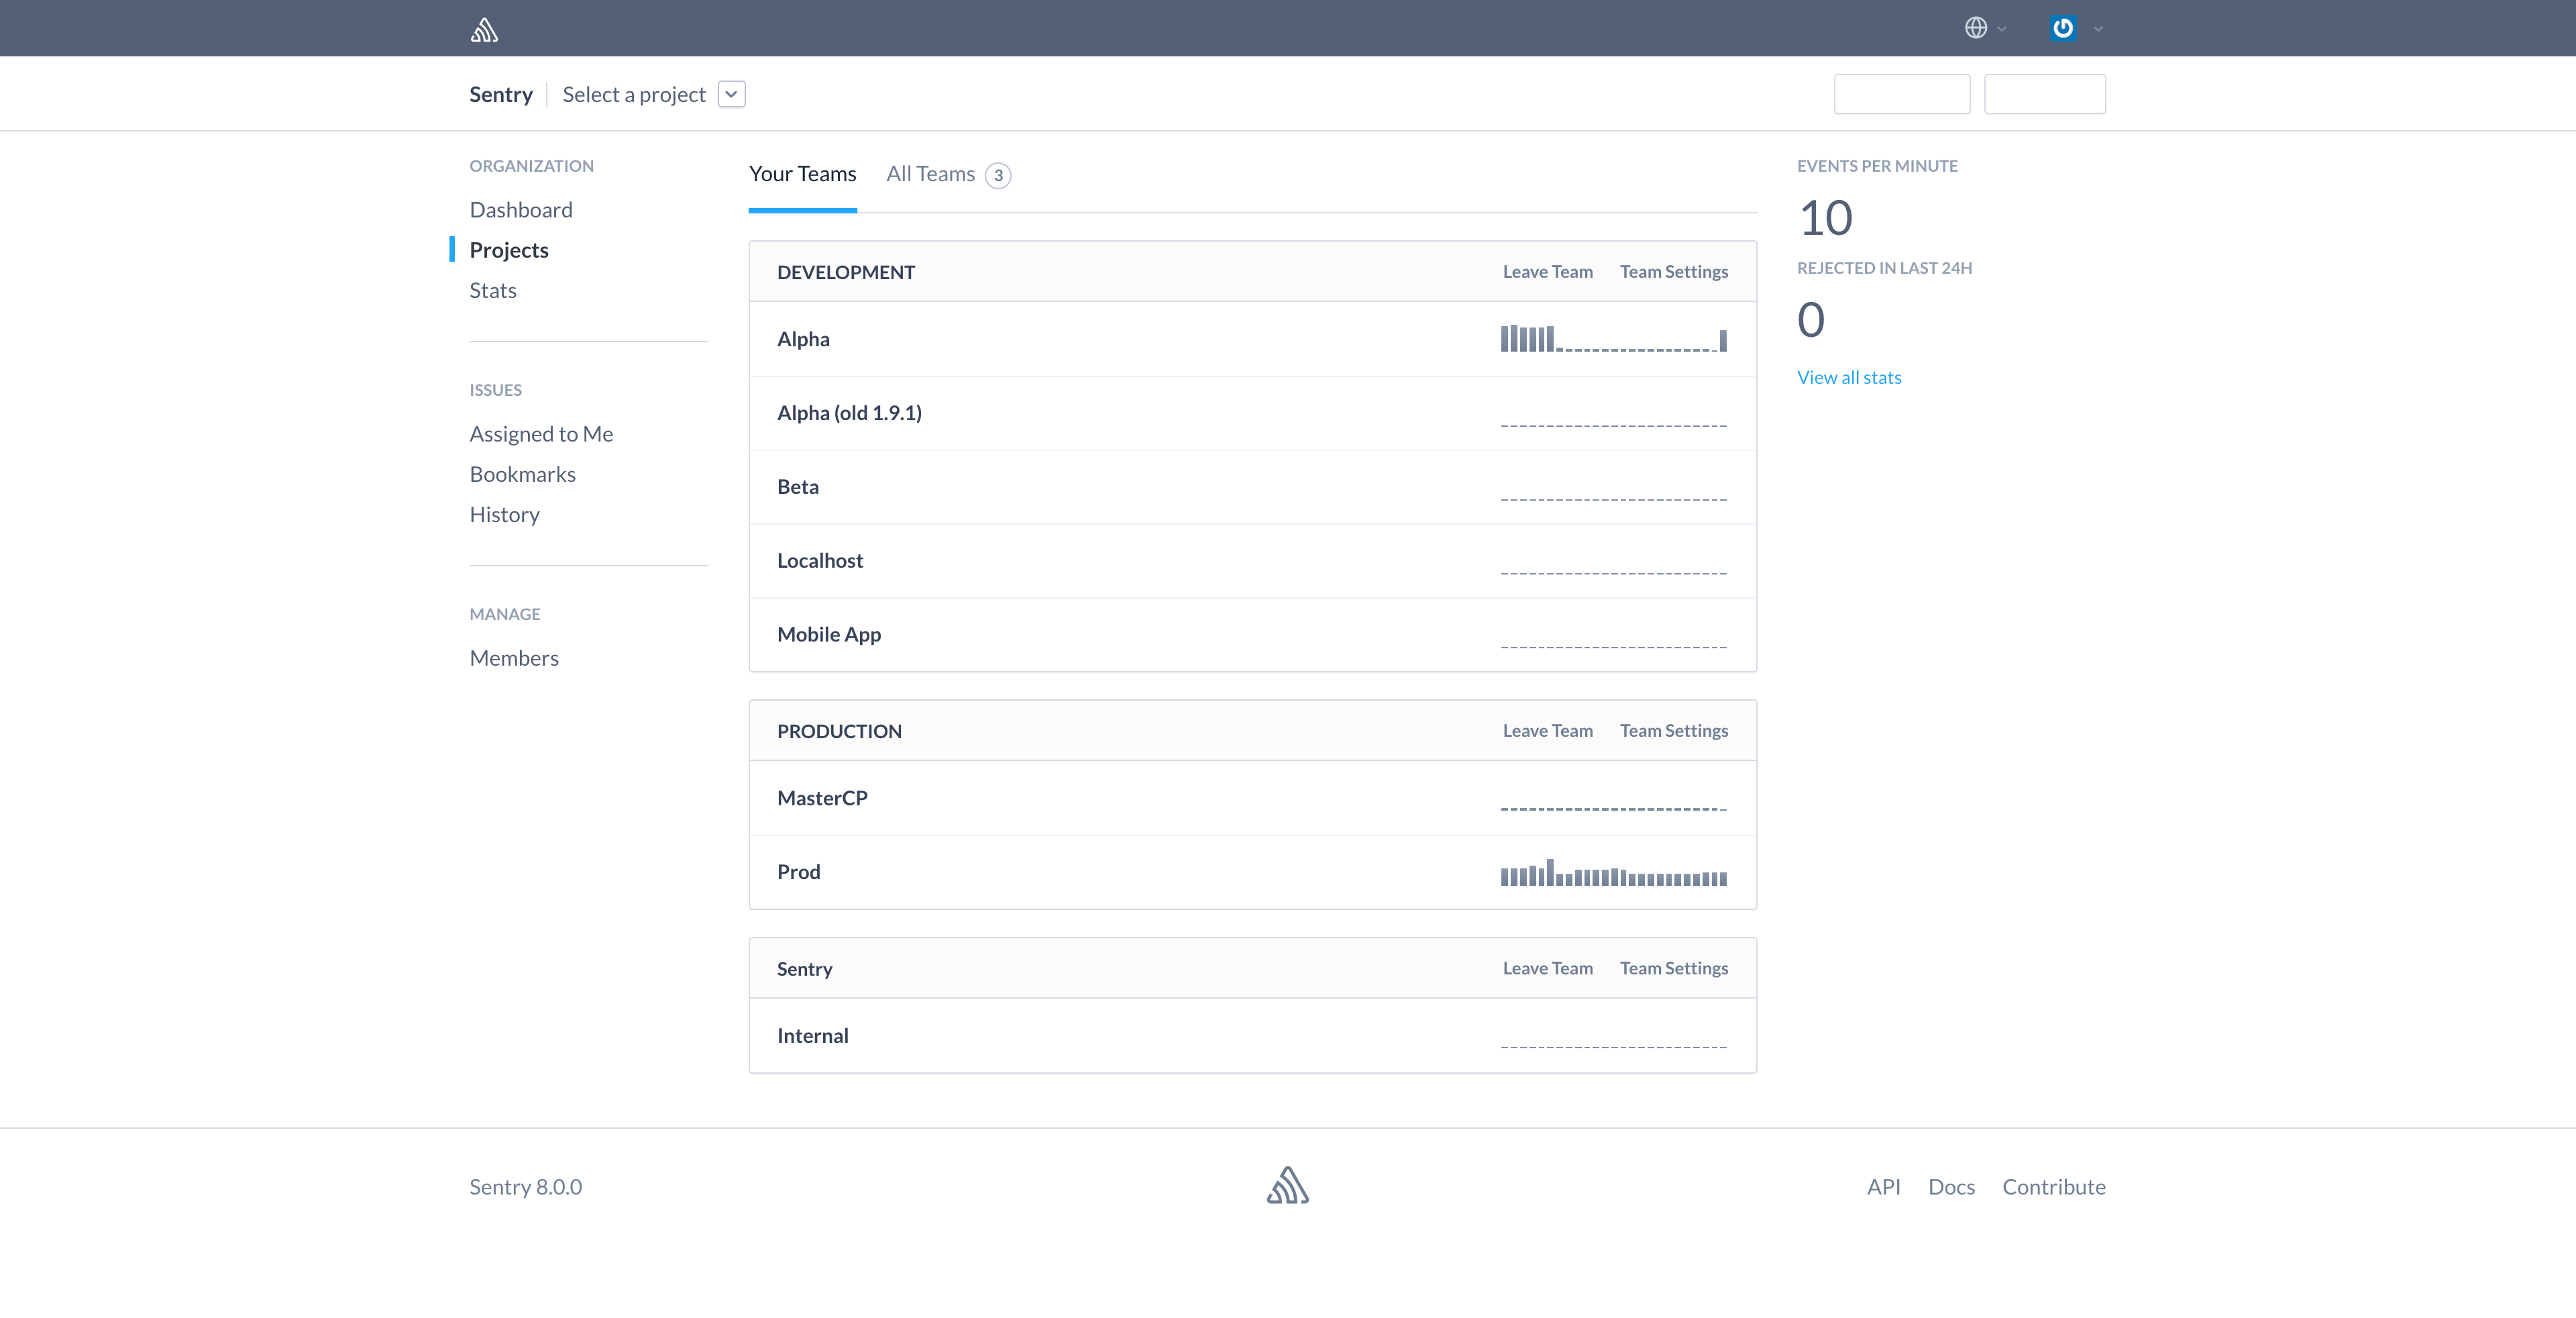 Sentry
Select a project
ORGANIZATION
Dashboard
Projects
Stats
ISSUES
Assigned to Me
Bookmarks
History
MANAGE
Members
Your Teams
All Teams 3
DEVELOPMENT
Leave Team
Team Settings
Alpha
Alpha (old 1.9.1)
Beta
Localhost
Mobile App
PRODUCTION
Leave Team
Team Settings
MasterCP
Prod
Sentry
Leave Team
Team Settings
Internal
EVENTS PER MINUTE
10
REJECTED IN LAST 24H
0
View all stats
Sentry 8.0.0
API
Docs
Contribute